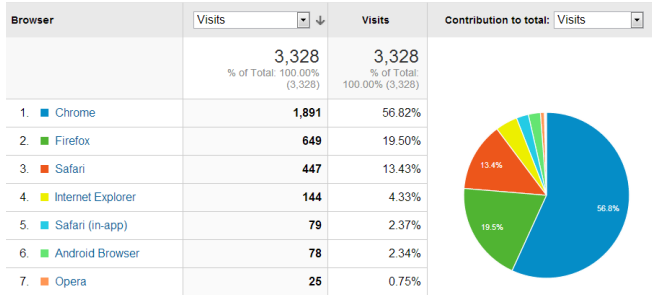 Browser Visits Visits Contribution to total: Visits
3,328 3,328
% of Total: 100.00% (3,328) % of Total: 100.00% (3,328)
1. Chrome 1,891 56.82%
2. Firefox 649 19.50%
3. Safari 447 13.43%
4. Internet Explorer 144 4.33%
5. Safari (in-app) 79 2.37%
6. Android Browser 78 2.34%
7. Opera 25 0.75%
13.4%
56.8%
19.5%